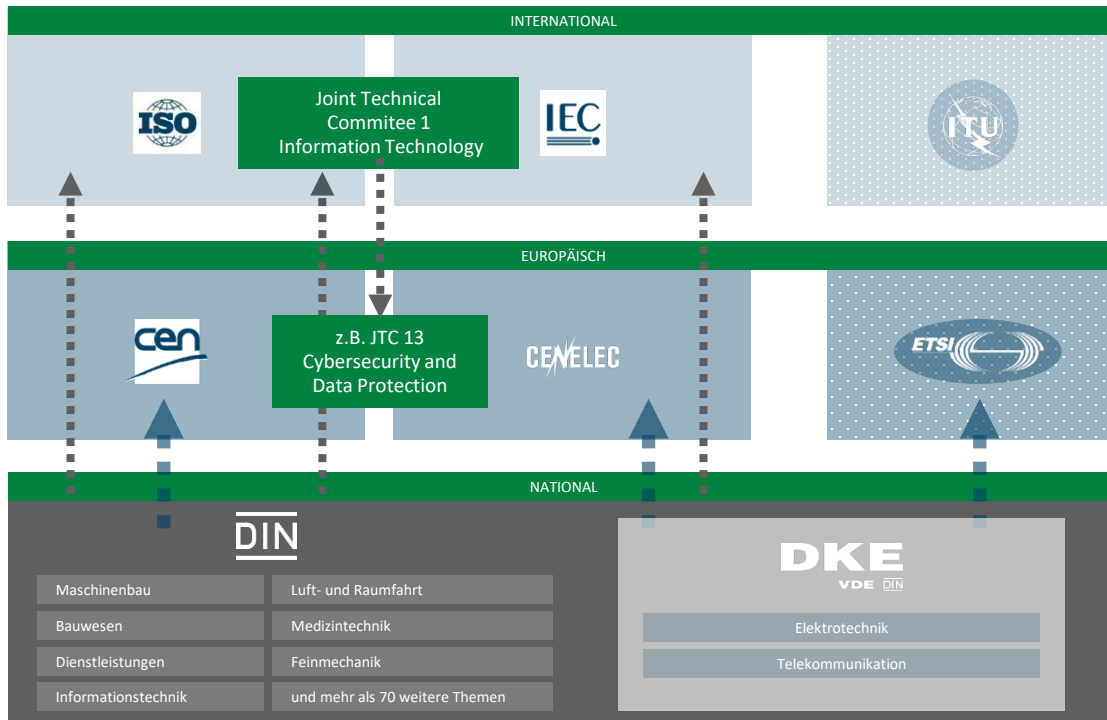 INTERNATIONAL
ISO
Joint Technical
Commitee 1
Information Technology
IEC
ITU
EUROPÄISCH
cen
z.B. JTC 13
Cybersecurity and
Data Protection
CENELEC
ETSI
NATIONAL
DIN
Maschinenbau
Luft- und Raumfahrt
Bauwesen
Medizintechnik
Dienstleistungen
Feinmechanik
Informationstechnik
und mehr als 70 weitere Themen
DKE
VDE DIN
Elektrotechnik
Telekommunikation